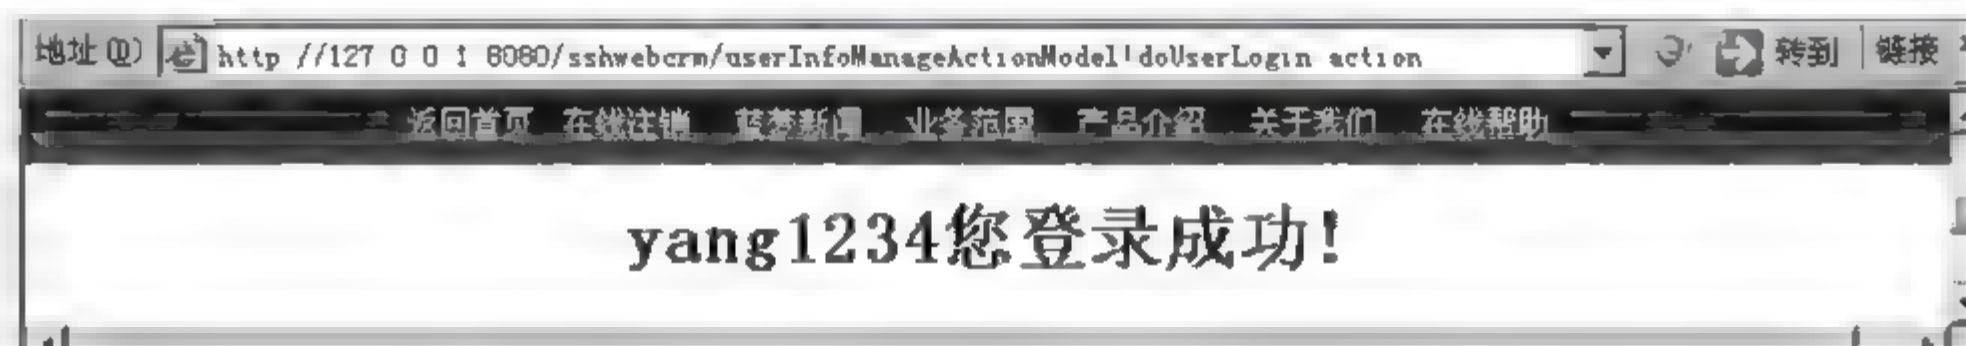 地址(D) http //127 0 0 1 8080/sshwebcrm/userInfoManageActionModel!doUserLogin action 转到 链接
返回首页 在线注销 蓝梦新闻 业务范围 产品介绍 关于我们 在线帮助
yang1234您登录成功!